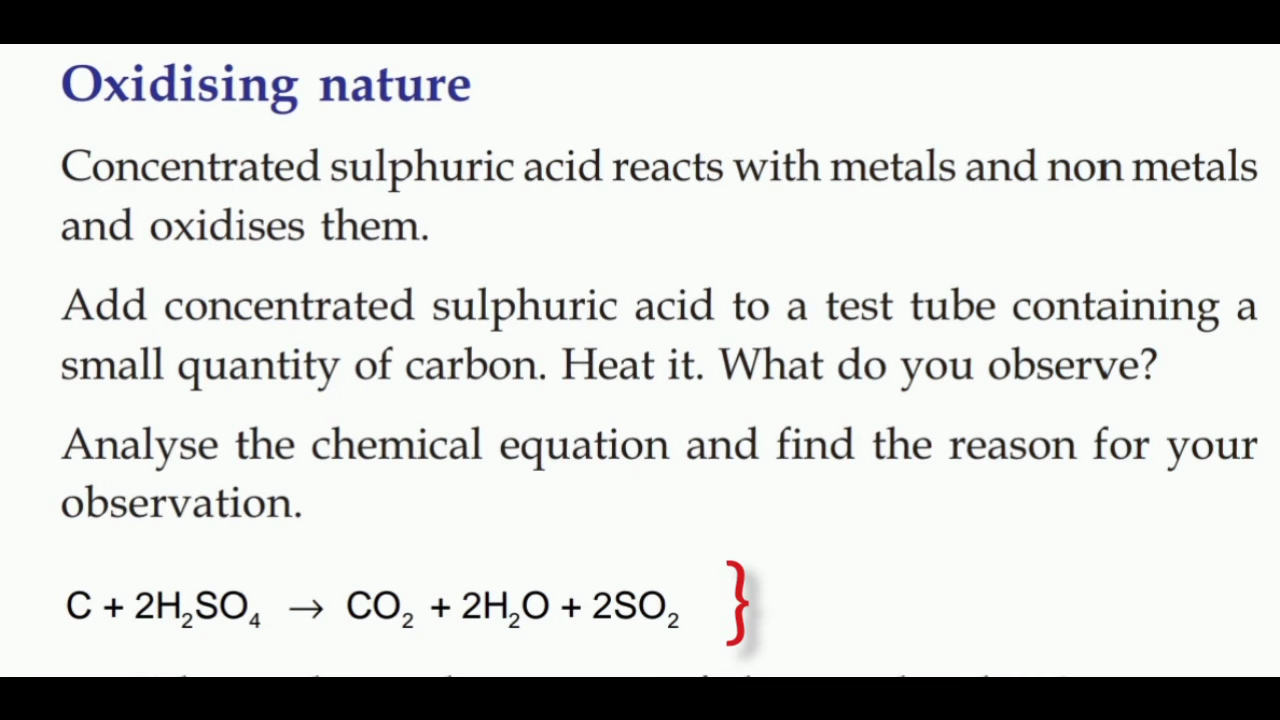 Oxidising nature
Concentrated sulphuric acid reacts with metals and non metals
and oxidises them.
Add concentrated sulphuric acid to a test tube containing a
small quantity of carbon. Heat it. What do you observe?
Analyse the chemical equation and find the reason for your
observation.
C + 2H₂SO₄ → CO₂ + 2H₂O + 2SO₂ }